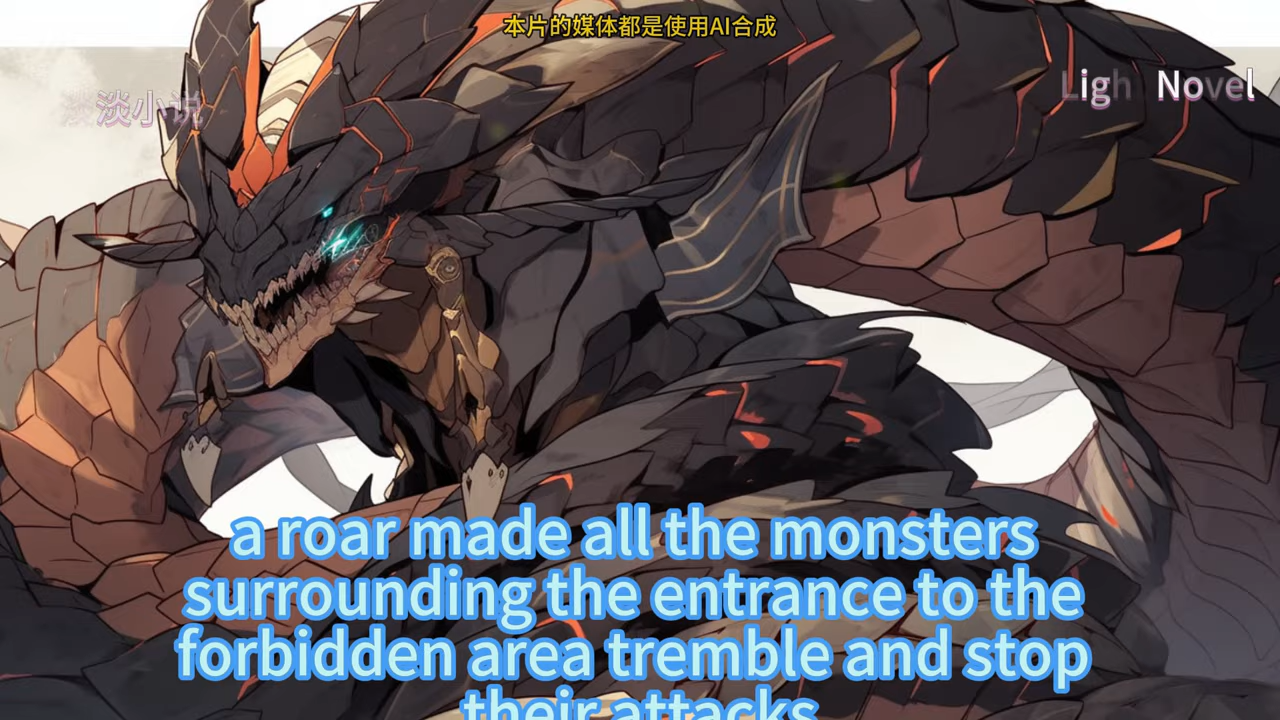 本片的媒体都是使用AI合成
淡淡小说
Ligh Novel
a roar made all the monsters
surrounding the entrance to the
forbidden area tremble and stop
their attacks